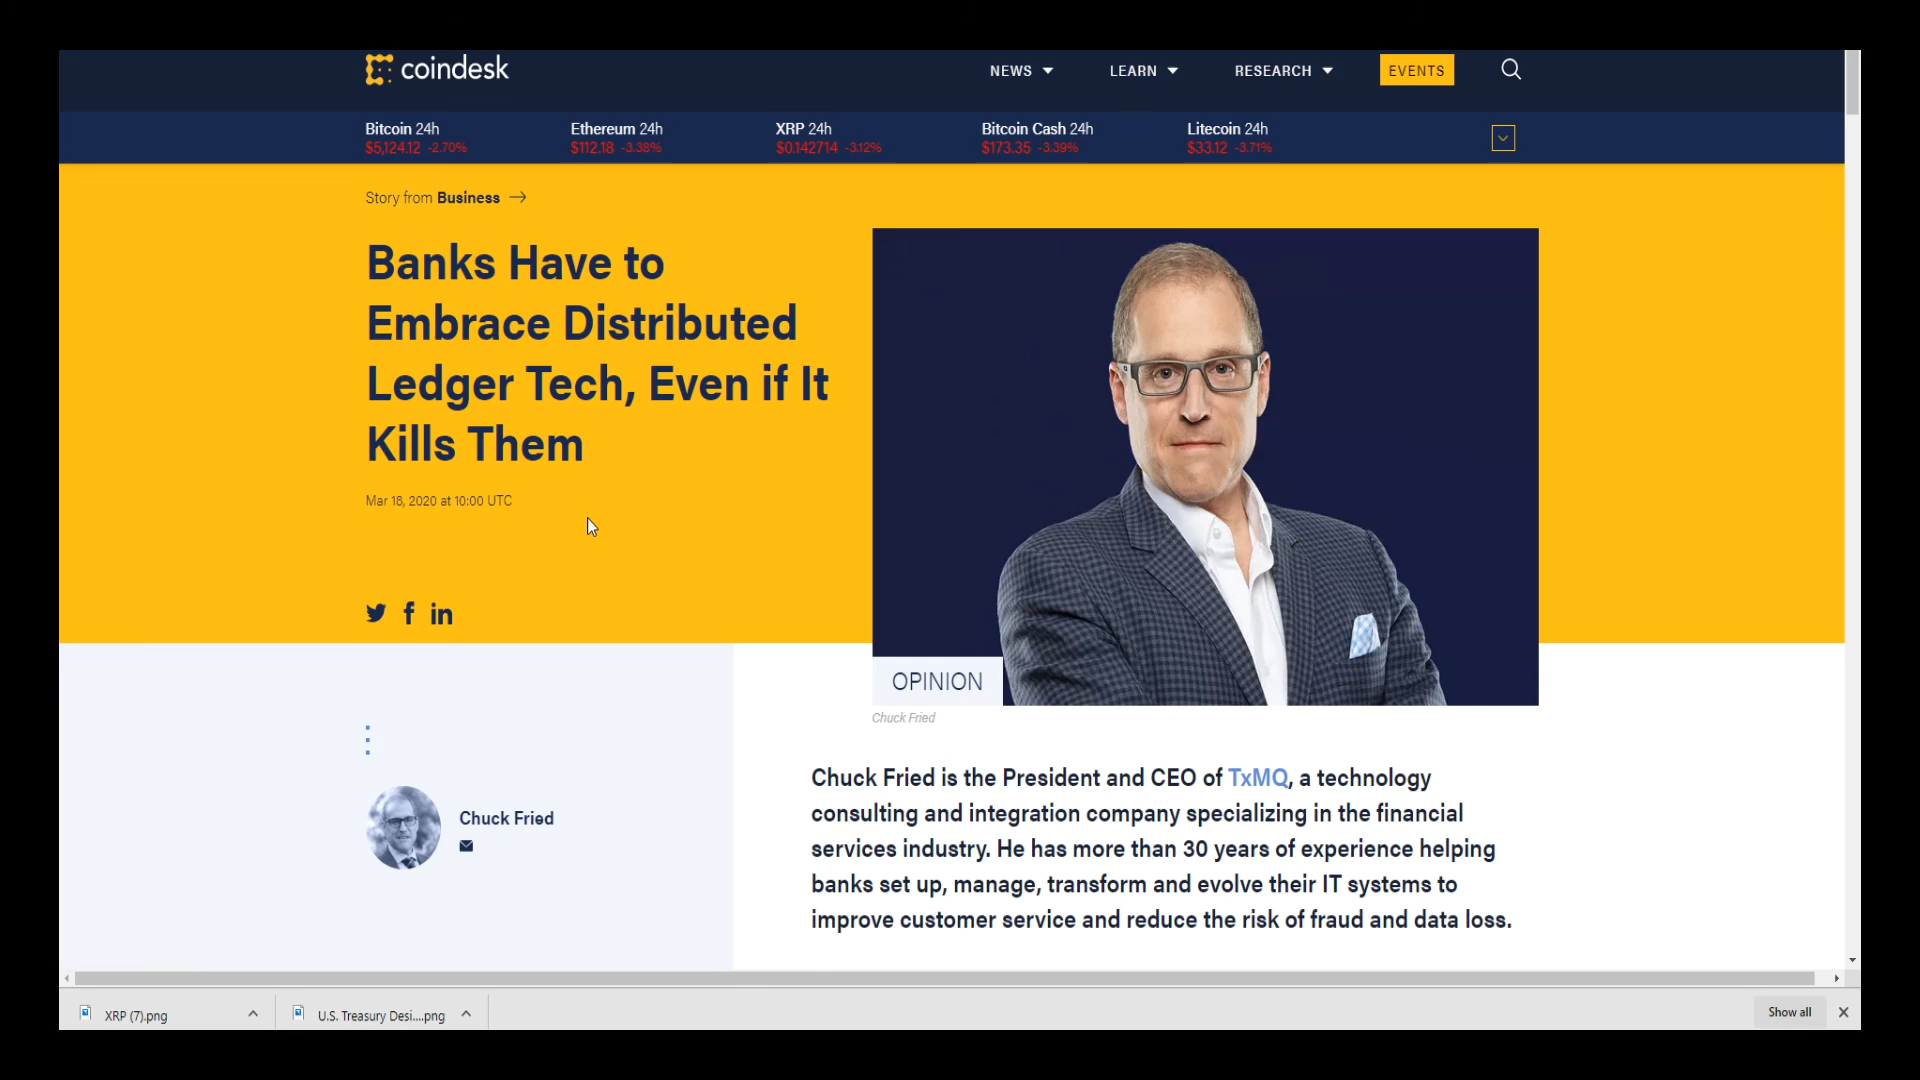 coindesk
NEWS LEARN RESEARCH EVENTS
Bitcoin 24h Ethereum 24h XRP 24h Bitcoin Cash 24h Litecoin 24h
$5,124.12 -2.70% $112.18 -3.38% $0.142714 -3.12% $173.35 -3.39% $33.12 -3.71%
Story from Business →
Banks Have to
Embrace Distributed
Ledger Tech, Even if It
Kills Them
Mar 18, 2020 at 10:00 UTC
OPINION
Chuck Fried
Chuck Fried
Chuck Fried is the President and CEO of TxMQ, a technology
consulting and integration company specializing in the financial
services industry. He has more than 30 years of experience helping
banks set up, manage, transform and evolve their IT systems to
improve customer service and reduce the risk of fraud and data loss.
XRP (7).png U.S. Treasury Desi....png Show all